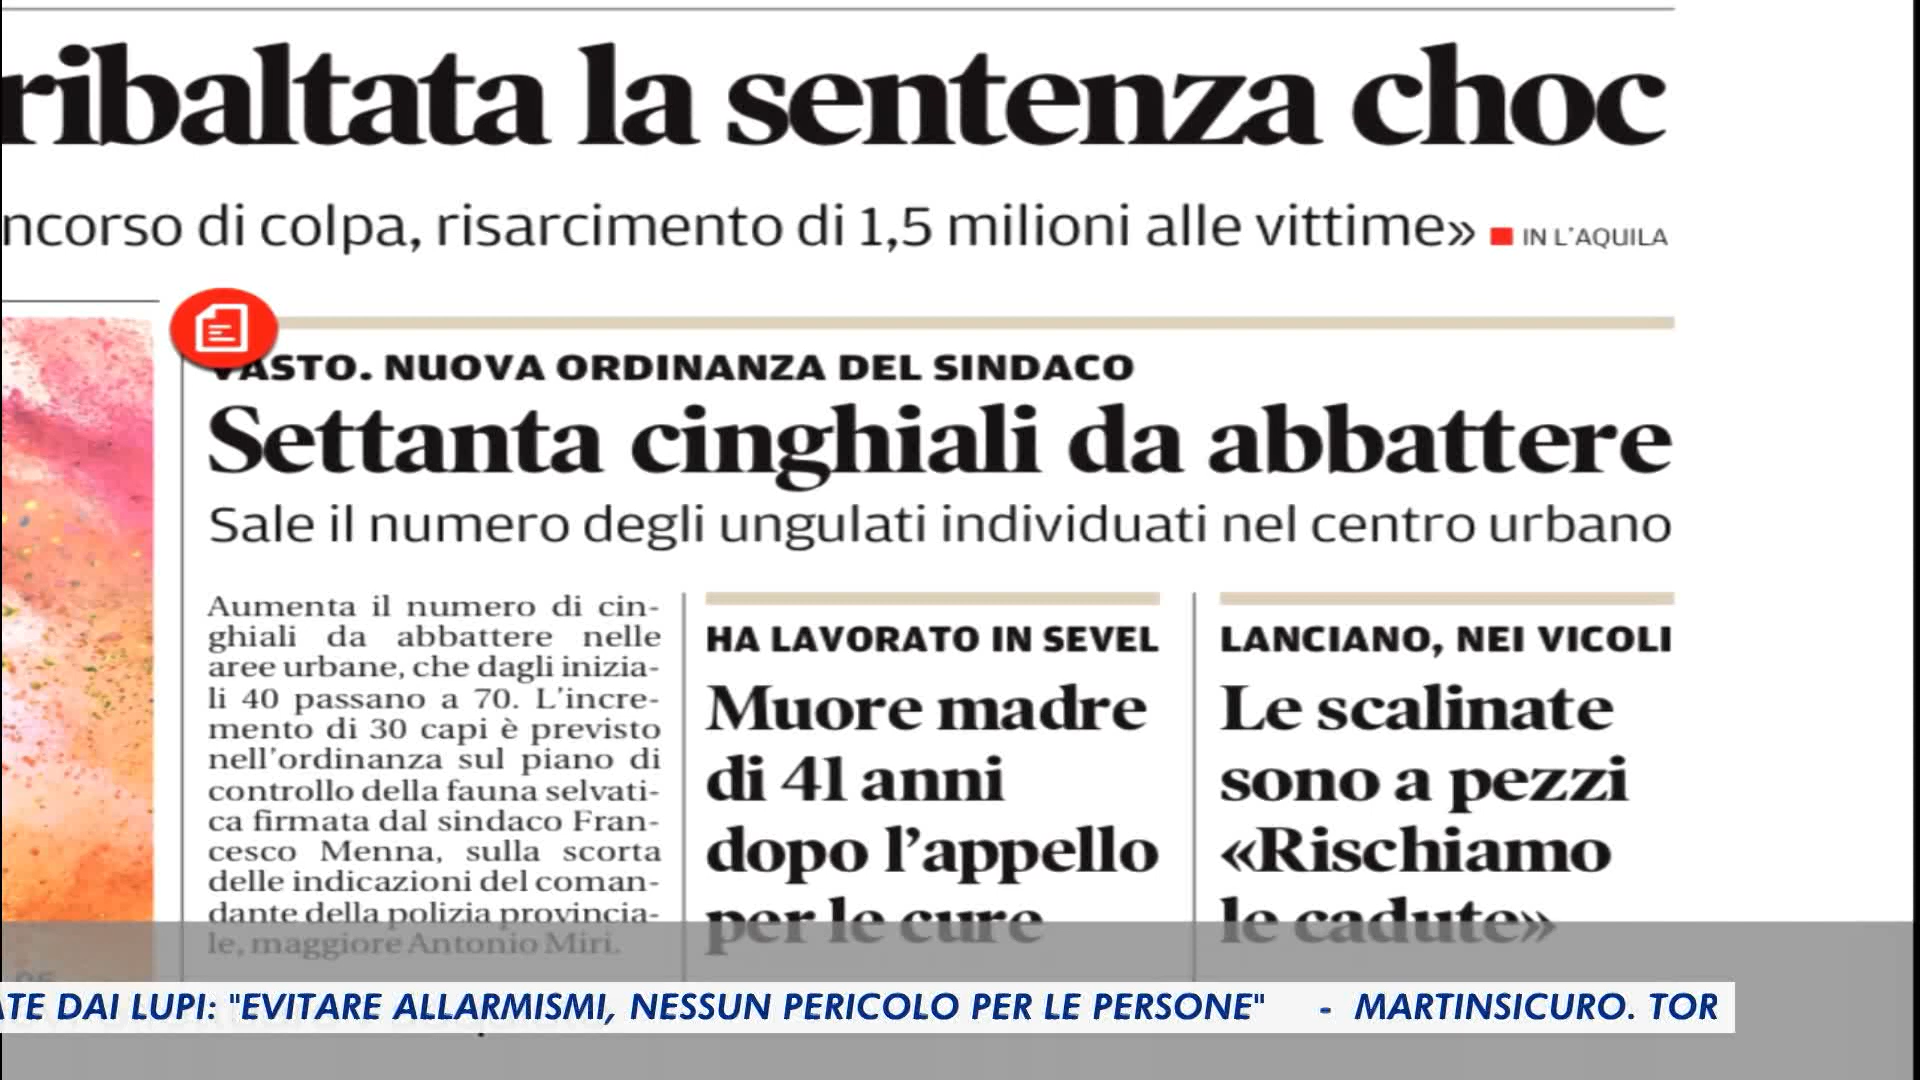 ribaltata la sentenza choc
ncorso di colpa, risarcimento di 1,5 milioni alle vittime» IN L'AQUILA
VASTO. NUOVA ORDINANZA DEL SINDACO
Settanta cinghiali da abbattere
Sale il numero degli ungulati individuati nel centro urbano
Aumenta il numero di cin-
ghiali da abbattere nelle
aree urbane, che dagli inizia-
li 40 passano a 70. L'incre-
mento di 30 capi è previsto
nell'ordinanza sul piano di
controllo della fauna selvati-
ca firmata dal sindaco Fran-
cesco Menna, sulla scorta
delle indicazioni del coman-
dante della polizia provincia-
le, maggiore Antonio Miri.
HA LAVORATO IN SEVEL
Muore madre
di 41 anni
dopo l'appello
per le cure
LANCIANO, NEI VICOLI
Le scalinate
sono a pezzi
«Rischiamo
le cadute»
ATE DAI LUPI: "EVITARE ALLARMISMI, NESSUN PERICOLO PER LE PERSONE" - MARTINSICURO. TOR